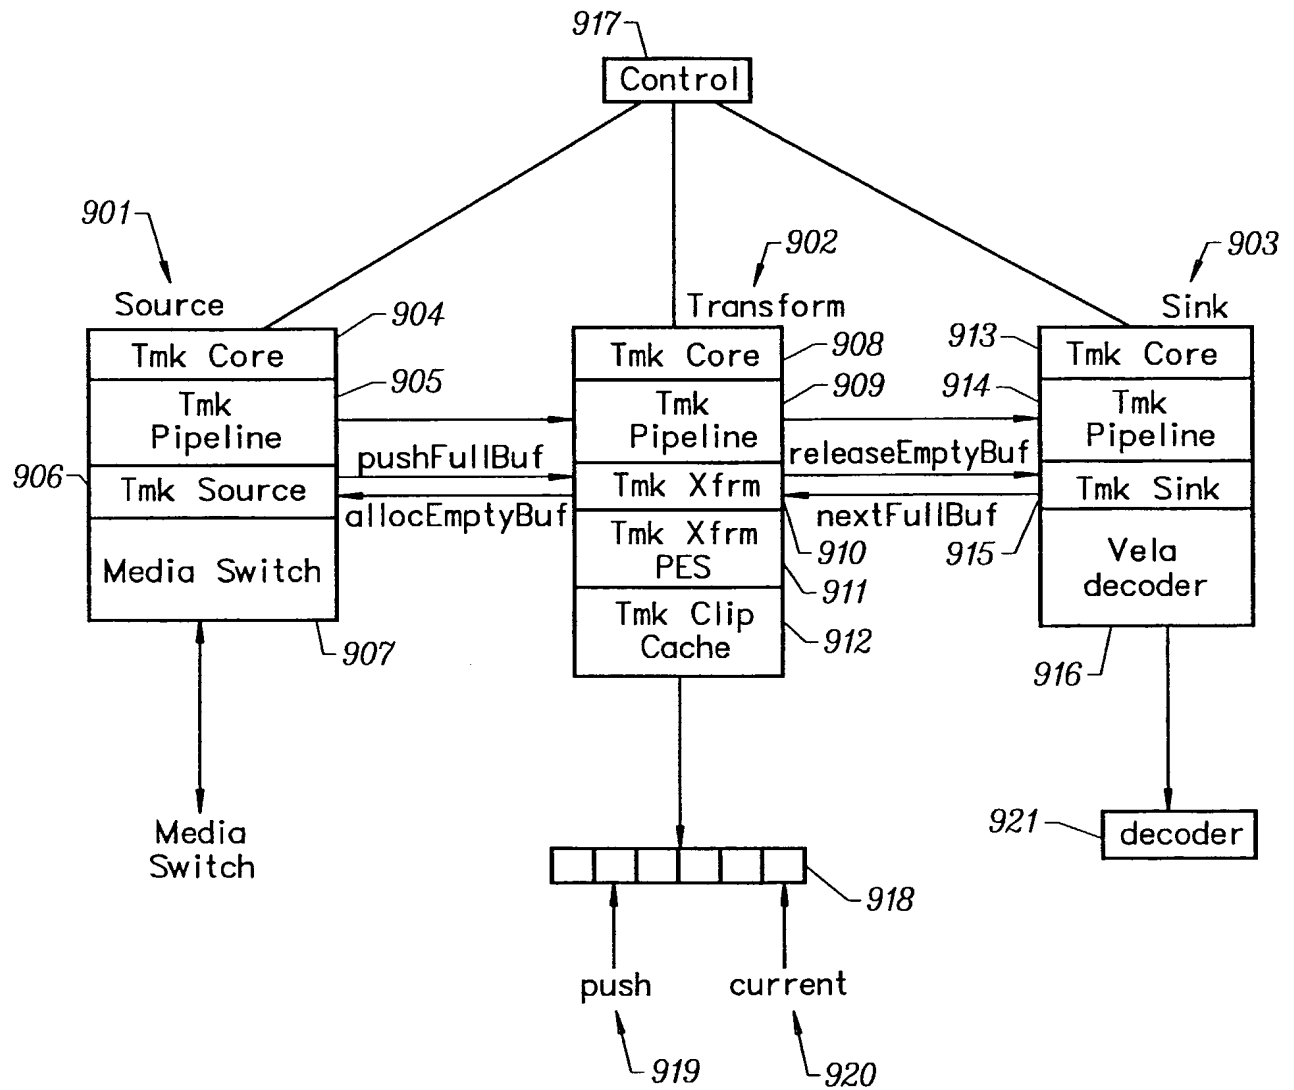 917
Control
901
902
903
Source
Transform
Sink
904
908
913
Tmk Core
Tmk Core
Tmk Core
905
909
914
Tmk
Pipeline
Tmk
Pipeline
Tmk
Pipeline
pushFullBuf
releaseEmptyBuf
906
Tmk Source
Tmk Xfrm
Tmk Sink
allocEmptyBuf
nextFullBuf
910
915
Media Switch
Tmk Xfrm
PES
Vela
decoder
911
Tmk Clip
Cache
912
907
916
Media
Switch
921
decoder
918
push
current
919
920